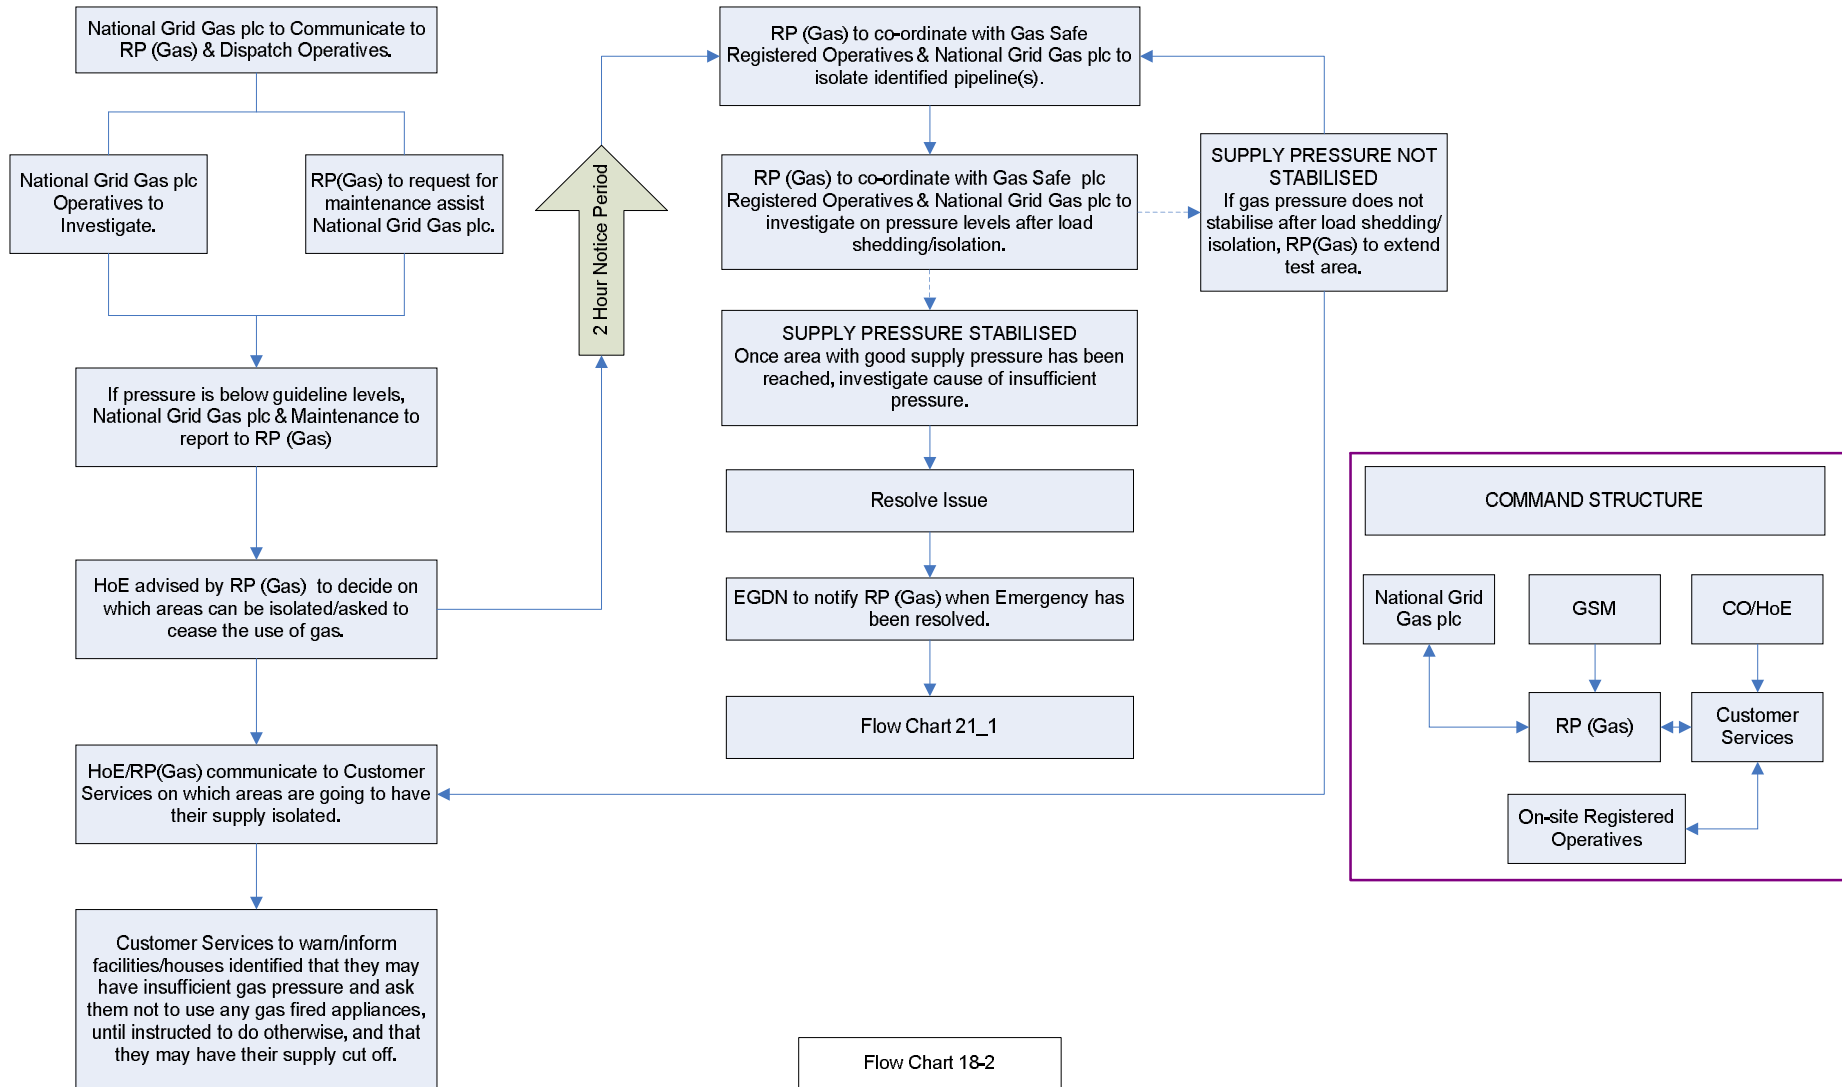 National Grid Gas plc to Communicate to
RP (Gas) & Dispatch Operatives.
National Grid Gas plc
Operatives to
Investigate.
RP(Gas) to request for
maintenance assist
National Grid Gas plc.
If pressure is below guideline levels,
National Grid Gas plc & Maintenance to
report to RP (Gas)
HoE advised by RP (Gas) to decide on
which areas can be isolated/asked to
cease the use of gas.
HoE/RP(Gas) communicate to Customer
Services on which areas are going to have
their supply isolated.
Customer Services to warn/inform
facilities/houses identified that they may
have insufficient gas pressure and ask
them not to use any gas fired appliances,
until instructed to do otherwise, and that
they may have their supply cut off.
2 Hour Notice Period
RP (Gas) to co-ordinate with Gas Safe
Registered Operatives & National Grid Gas plc to
isolate identified pipeline(s).
RP (Gas) to co-ordinate with Gas Safe plc
Registered Operatives & National Grid Gas plc to
investigate on pressure levels after load
shedding/isolation.
SUPPLY PRESSURE NOT
STABILISED
If gas pressure does not
stabilise after load shedding/
isolation, RP(Gas) to extend
test area.
SUPPLY PRESSURE STABILISED
Once area with good supply pressure has been
reached, investigate cause of insufficient
pressure.
Resolve Issue
EGDN to notify RP (Gas) when Emergency has
been resolved.
Flow Chart 21_1
COMMAND STRUCTURE
National Grid
Gas plc
GSM
CO/HoE
RP (Gas)
Customer
Services
On-site Registered
Operatives
Flow Chart 18-2